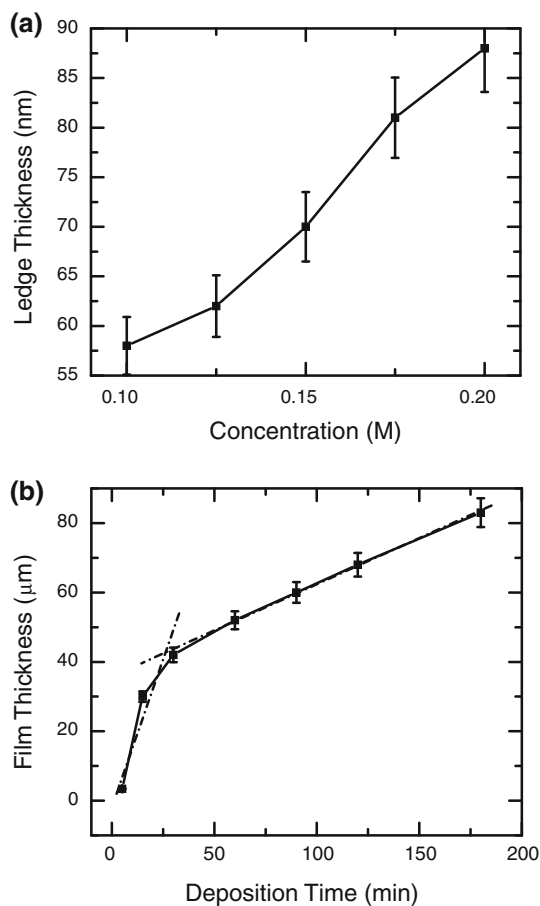 (a)
90
85
80
75
70
65
60
55
Ledge Thickness (nm)
0.10 0.15 0.20
Concentration (M)
(b)
80
60
40
20
0
Film Thickness (μm)
0 50 100 150 200
Deposition Time (min)